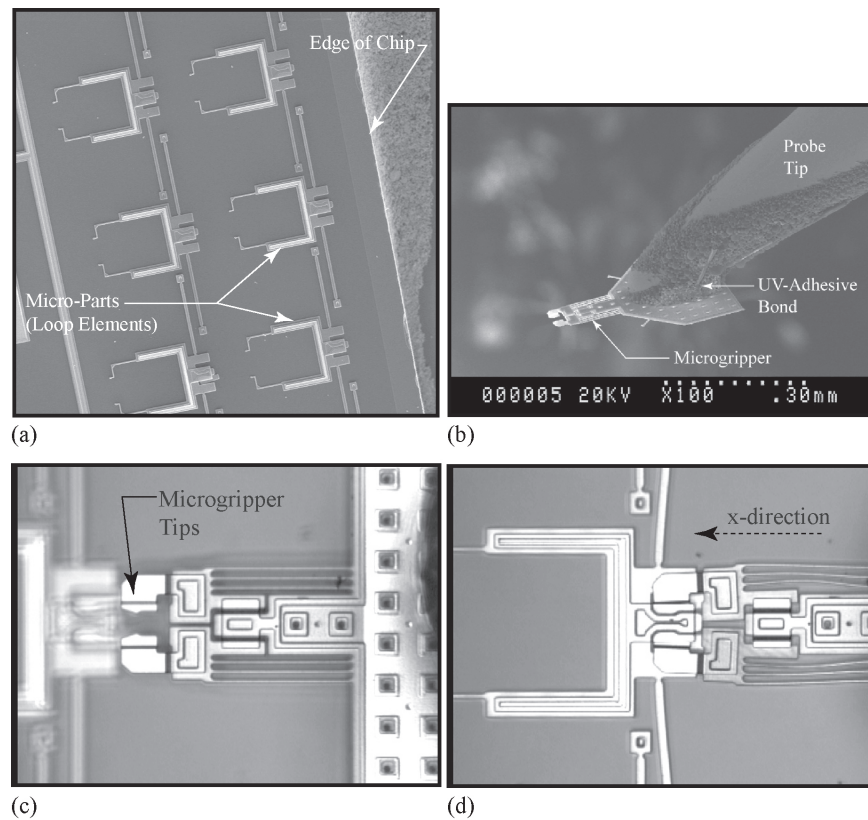 Edge of Chip
Micro-Parts
(Loop Elements)
(a)
Probe
Tip
UV-Adhesive
Bond
Microgripper
000005 20KV X100 .30mm
(b)
Microgripper
Tips
(c)
x-direction
(d)